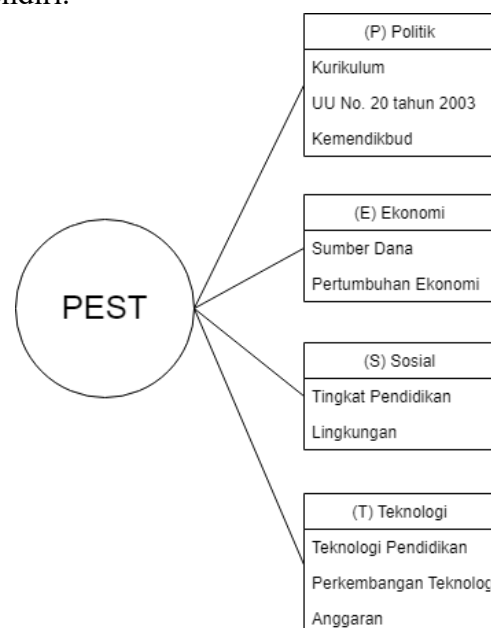 PEST
(P) Politik
Kurikulum
UU No. 20 tahun 2003
Kemendikbud
(E) Ekonomi
Sumber Dana
Pertumbuhan Ekonomi
(S) Sosial
Tingkat Pendidikan
Lingkungan
(T) Teknologi
Teknologi Pendidikan
Perkembangan Teknolog
Anggaran